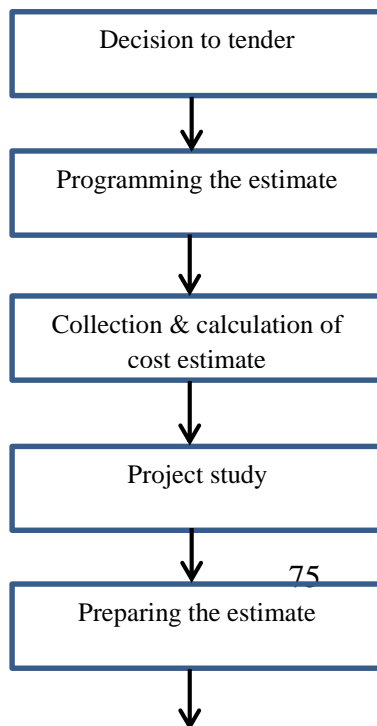 Decision to tender
Programming the estimate
Collection & calculation of
cost estimate
Project study
75
Preparing the estimate